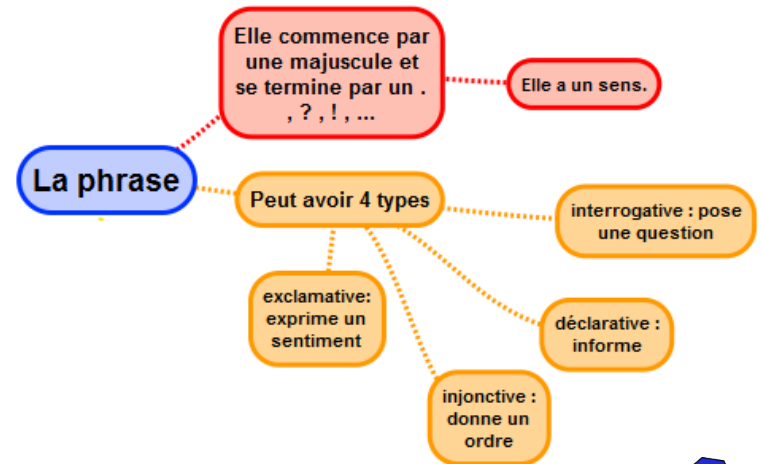 Elle commence par
une majuscule et
se termine par un .
, ? , ! , ...
Elle a un sens.
La phrase
Peut avoir 4 types
interrogative : pose
une question
exclamative:
exprime un
sentiment
déclarative :
informe
injonctive :
donne un
ordre